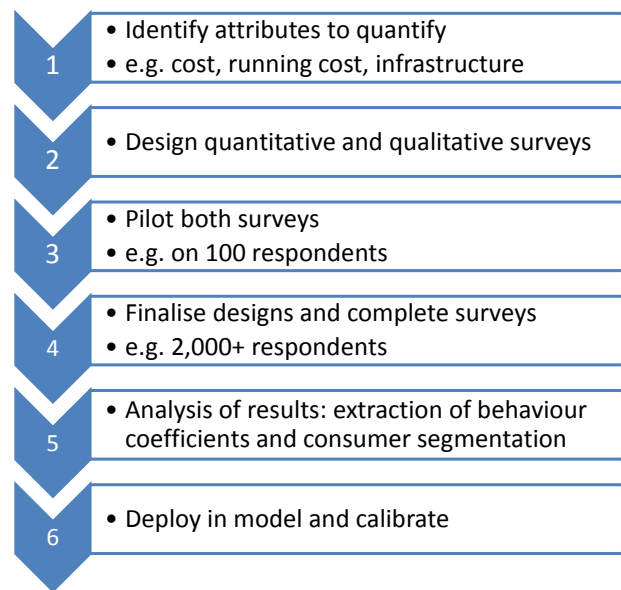 1
• Identify attributes to quantify
• e.g. cost, running cost, infrastructure
2
• Design quantitative and qualitative surveys
3
• Pilot both surveys
• e.g. on 100 respondents
4
• Finalise designs and complete surveys
• e.g. 2,000+ respondents
5
• Analysis of results: extraction of behaviour
coefficients and consumer segmentation
6
• Deploy in model and calibrate